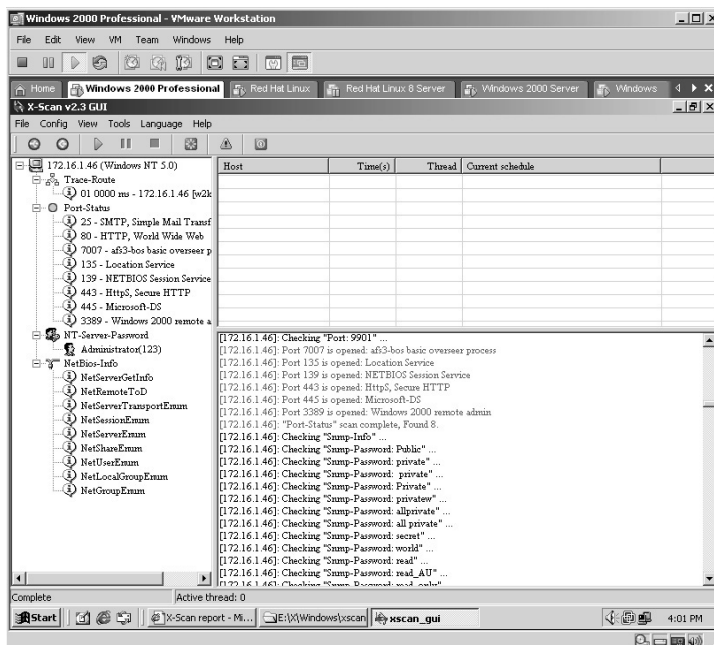 Windows 2000 Professional - VMware Workstation
File Edit View VM Team Windows Help
Home Windows 2000 Professional Red Hat Linux Red Hat Linux 8 Server Windows 2000 Server Windows
X-Scan v2.3 GUI
File Config View Tools Language Help
172.16.1.46 (Windows NT 5.0)
Trace-Route
01 0000 ms - 172.16.1.46 [w2k
Port-Status
25 - SMTP, Simple Mail Transf
80 - HTTP, World Wide Web
7007 - afs3-bos basic overseer p
135 - Location Service
139 - NETBIOS Session Service
443 - HttpS, Secure HTTP
445 - Microsoft-DS
3389 - Windows 2000 remote a
NT-Server-Password
Administrator(123)
NetBios-Info
NetServerGetInfo
NetRemoteToD
NetServerTransportEnum
NetSessionEnum
NetServerEnum
NetShareEnum
NetUserEnum
NetLocalGroupEnum
NetGroupEnum
Host Time(s) Thread Current schedule
[172.16.1.46]: Checking "Port: 9901" ...
[172.16.1.46]: Port 7007 is opened: afs3-bos basic overseer process
[172.16.1.46]: Port 135 is opened: Location Service
[172.16.1.46]: Port 139 is opened: NETBIOS Session Service
[172.16.1.46]: Port 443 is opened: HttpS, Secure HTTP
[172.16.1.46]: Port 445 is opened: Microsoft-DS
[172.16.1.46]: Port 3389 is opened: Windows 2000 remote admin
[172.16.1.46]: "Port-Status" scan complete, Found 8.
[172.16.1.46]: Checking "Snmp-Info" ...
[172.16.1.46]: Checking "Snmp-Password: Public" ...
[172.16.1.46]: Checking "Snmp-Password: private" ...
[172.16.1.46]: Checking "Snmp-Password:  private" ...
[172.16.1.46]: Checking "Snmp-Password: Private" ...
[172.16.1.46]: Checking "Snmp-Password: privatew" ...
[172.16.1.46]: Checking "Snmp-Password: allprivate" ...
[172.16.1.46]: Checking "Snmp-Password: all private" ...
[172.16.1.46]: Checking "Snmp-Password: secret" ...
[172.16.1.46]: Checking "Snmp-Password: world" ...
[172.16.1.46]: Checking "Snmp-Password: read" ...
[172.16.1.46]: Checking "Snmp-Password: read_AU" ...
[172.16.1.46]: Checking "Snmp-Password: read_only"
Complete Active thread: 0
Start X-Scan report - Mi... E:\X\Windows\xscan xscan_gui 4:01 PM